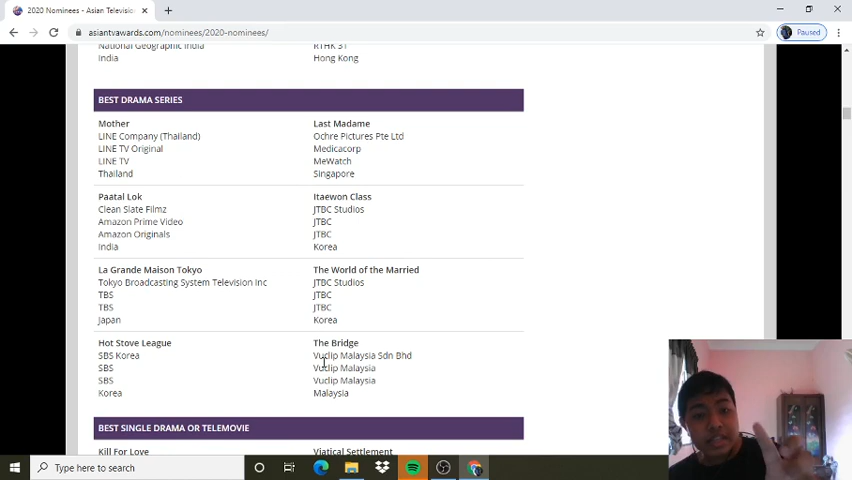 2020 Nominees - Asian Televisio
asiantvawards.com/nominees/2020-nominees/
Paused
National Geographic India
RTHK 31
India
Hong Kong
BEST DRAMA SERIES
Mother
Last Madame
LINE Company (Thailand)
Ochre Pictures Pte Ltd
LINE TV Original
Medicacorp
LINE TV
MeWatch
Thailand
Singapore
Paatal Lok
Itaewon Class
Clean Slate Filmz
JTBC Studios
Amazon Prime Video
JTBC
Amazon Originals
JTBC
India
Korea
La Grande Maison Tokyo
The World of the Married
Tokyo Broadcasting System Television Inc
JTBC Studios
TBS
JTBC
TBS
JTBC
Japan
Korea
Hot Stove League
The Bridge
SBS Korea
Vuclip Malaysia Sdn Bhd
SBS
Vuclip Malaysia
SBS
Vuclip Malaysia
Korea
Malaysia
BEST SINGLE DRAMA OR TELEMOVIE
Kill For Love
Viatical Settlement
Type here to search